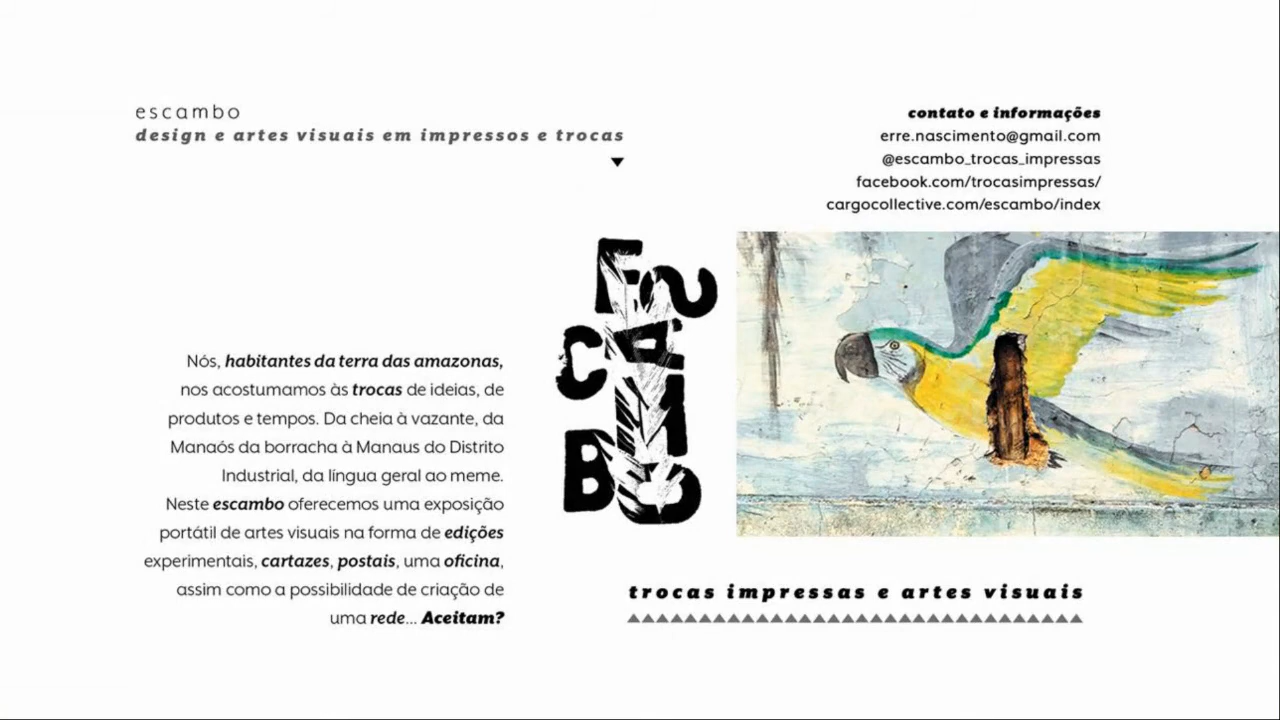 escambo
design e artes visuais em impressos e trocas
contato e informações
erre.nascimento@gmail.com
@escambo_trocas_impressas
facebook.com/trocasimpressas/
cargocollective.com/escambo/index
ES
CA
M
BO
Nós, habitantes da terra das amazonas,
nos acostumamos às trocas de ideias, de
produtos e tempos. Da cheia à vazante, da
Manaós da borracha à Manaus do Distrito
Industrial, da língua geral ao meme.
Neste escambo oferecemos uma exposição
portátil de artes visuais na forma de edições
experimentais, cartazes, postais, uma oficina,
assim como a possibilidade de criação de
uma rede... Aceitam?
trocas impressas e artes visuais